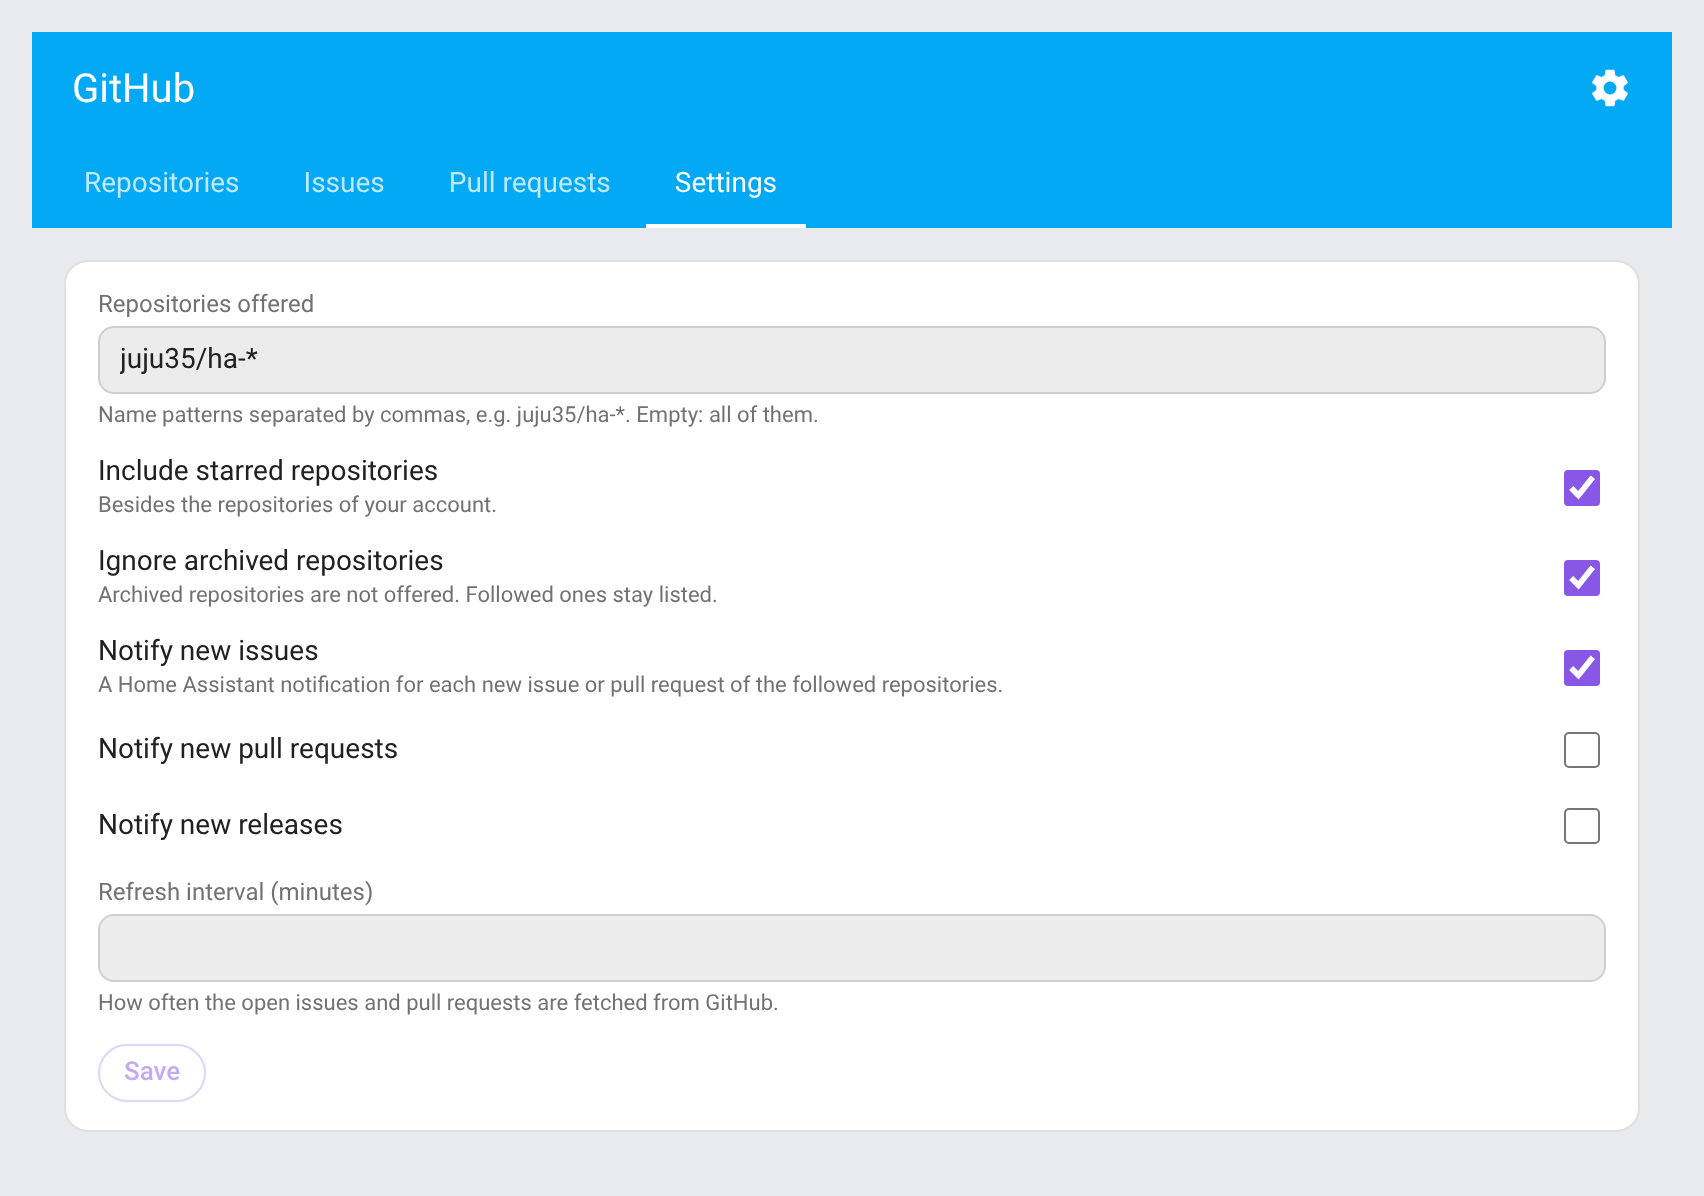 GitHub
Repositories Issues Pull requests Settings
Repositories offered
juju35/ha-*
Name patterns separated by commas, e.g. juju35/ha-*. Empty: all of them.
Include starred repositories
Besides the repositories of your account.
Ignore archived repositories
Archived repositories are not offered. Followed ones stay listed.
Notify new issues
A Home Assistant notification for each new issue or pull request of the followed repositories.
Notify new pull requests
Notify new releases
Refresh interval (minutes)
How often the open issues and pull requests are fetched from GitHub.
Save